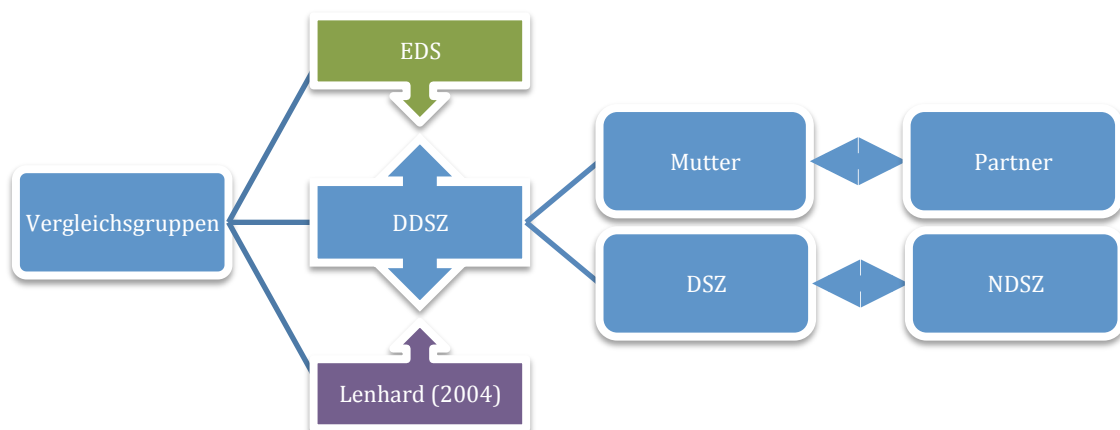 EDS
Mutter
Partner
Vergleichsgruppen
DDSZ
DSZ
NDSZ
Lenhard (2004)